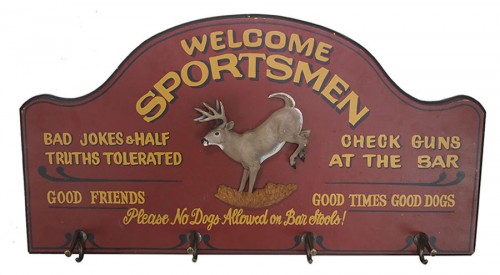 WELCOME
SPORTSMEN
BAD JOKES & HALF
TRUTHS TOLERATED
CHECK GUNS
AT THE BAR
GOOD FRIENDS
GOOD TIMES GOOD DOGS
Please No Dogs Allowed on Bar Stools!